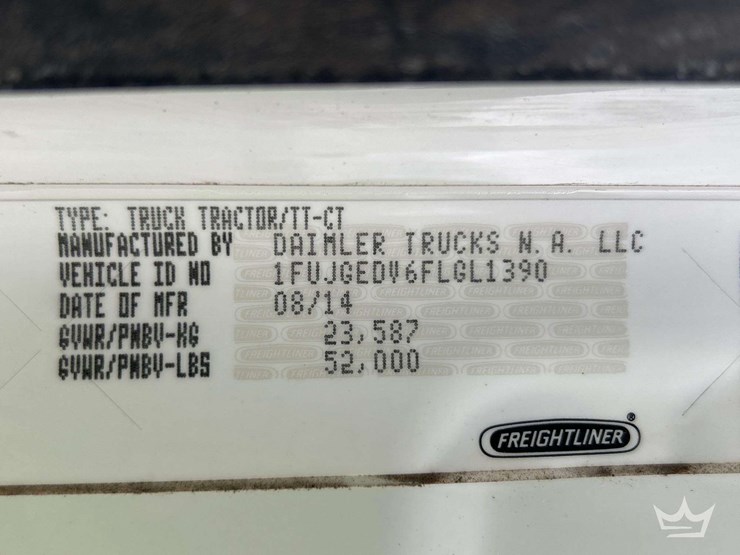 TYPE: TRUCK TRACTOR/TT-CT
MANUFACTURED BY DAIMLER TRUCKS N.A. LLC
VEHICLE ID NO 1FUJGEDV6FLGL1390
DATE OF MFR 08/14
GVWR/PNBV-KG 23,587
GVWR/PNBV-LBS 52,000
FREIGHTLINER®